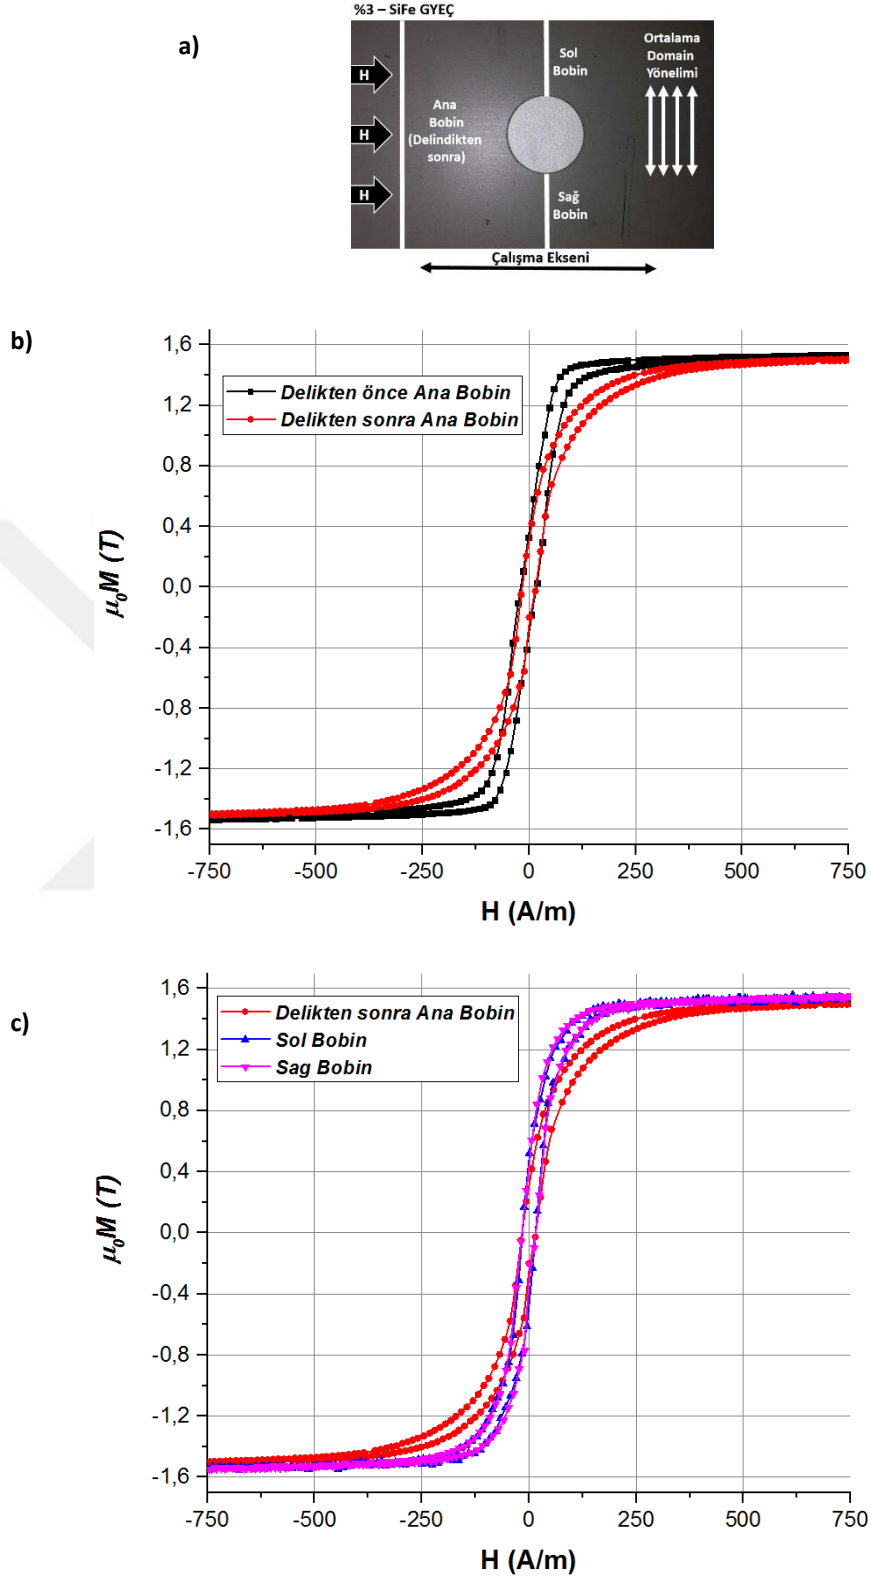 %3 – SiFe GYEÇ
a)
H
H
H
Ana
Bobin
(Delindikten
sonra)
Sol
Bobin
Sağ
Bobin
Ortalama
Domain
Yönelimi
Çalışma Ekseni
b)
1,6
1,2
0,8
0,4
0,0
-0,4
-0,8
-1,2
-1,6
μ0M (T)
Delikten önce Ana Bobin
Delikten sonra Ana Bobin
-750
-500
-250
0
250
500
750
H (A/m)
c)
1,6
1,2
0,8
0,4
0,0
-0,4
-0,8
-1,2
-1,6
μ0M (T)
Delikten sonra Ana Bobin
Sol Bobin
Sag Bobin
-750
-500
-250
0
250
500
750
H (A/m)